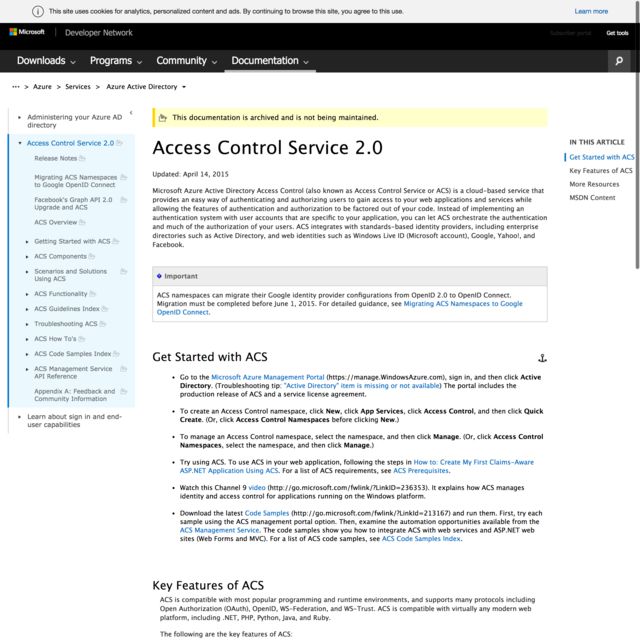 This site uses cookies for analytics, personalized content and ads. By continuing to browse this site, you agree to this use.
Learn more
Microsoft
Developer Network
Subscriber portal
Get tools
Downloads
Programs
Community
Documentation
··· > Azure > Services > Azure Active Directory
Administering your Azure AD
directory
Access Control Service 2.0
Release Notes
Migrating ACS Namespaces
to Google OpenID Connect
Facebook's Graph API 2.0
Upgrade and ACS
ACS Overview
Getting Started with ACS
ACS Components
Scenarios and Solutions
Using ACS
ACS Functionality
ACS Guidelines Index
Troubleshooting ACS
ACS How To's
ACS Code Samples Index
ACS Management Service
API Reference
Appendix A: Feedback and
Community Information
Learn about sign in and end-
user capabilities
This documentation is archived and is not being maintained.
Access Control Service 2.0
Updated: April 14, 2015
Microsoft Azure Active Directory Access Control (also known as Access Control Service or ACS) is a cloud-based service that
provides an easy way of authenticating and authorizing users to gain access to your web applications and services while
allowing the features of authentication and authorization to be factored out of your code. Instead of implementing an
authentication system with user accounts that are specific to your application, you can let ACS orchestrate the authentication
and much of the authorization of your users. ACS integrates with standards-based identity providers, including enterprise
directories such as Active Directory, and web identities such as Windows Live ID (Microsoft account), Google, Yahoo!, and
Facebook.
Important
ACS namespaces can migrate their Google identity provider configurations from OpenID 2.0 to OpenID Connect.
Migration must be completed before June 1, 2015. For detailed guidance, see Migrating ACS Namespaces to Google
OpenID Connect.
Get Started with ACS
Go to the Microsoft Azure Management Portal (https://manage.WindowsAzure.com), sign in, and then click Active
Directory. (Troubleshooting tip: "Active Directory" item is missing or not available) The portal includes the
production release of ACS and a service license agreement.
To create an Access Control namespace, click New, click App Services, click Access Control, and then click Quick
Create. (Or, click Access Control Namespaces before clicking New.)
To manage an Access Control namespace, select the namespace, and then click Manage. (Or, click Access Control
Namespaces, select the namespace, and then click Manage.)
Try using ACS. To use ACS in your web application, following the steps in How to: Create My First Claims-Aware
ASP.NET Application Using ACS. For a list of ACS requirements, see ACS Prerequisites.
Watch this Channel 9 video (http://go.microsoft.com/fwlink/?LinkID=236353). It explains how ACS manages
identity and access control for applications running on the Windows platform.
Download the latest Code Samples (http://go.microsoft.com/fwlink/?LinkId=213167) and run them. First, try each
sample using the ACS management portal option. Then, examine the automation opportunities available from the
ACS Management Service. The code samples show you how to integrate ACS with web services and ASP.NET web
sites (Web Forms and MVC). For a list of ACS code samples, see ACS Code Samples Index.
Key Features of ACS
ACS is compatible with most popular programming and runtime environments, and supports many protocols including
Open Authorization (OAuth), OpenID, WS-Federation, and WS-Trust. ACS is compatible with virtually any modern web
platform, including .NET, PHP, Python, Java, and Ruby.
The following are the key features of ACS:
IN THIS ARTICLE
Get Started with ACS
Key Features of ACS
More Resources
MSDN Content